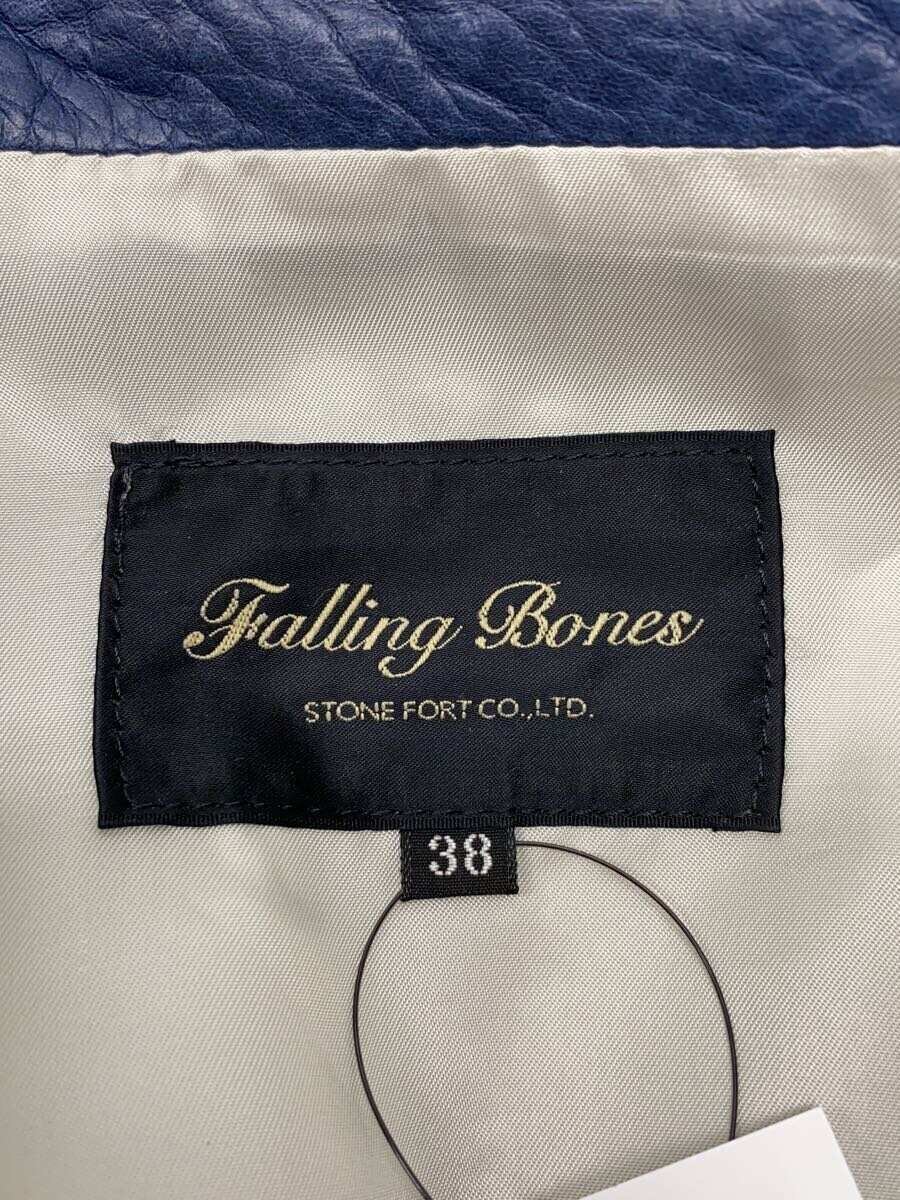 Falling Bones
STONE FORT CO.,LTD.
38